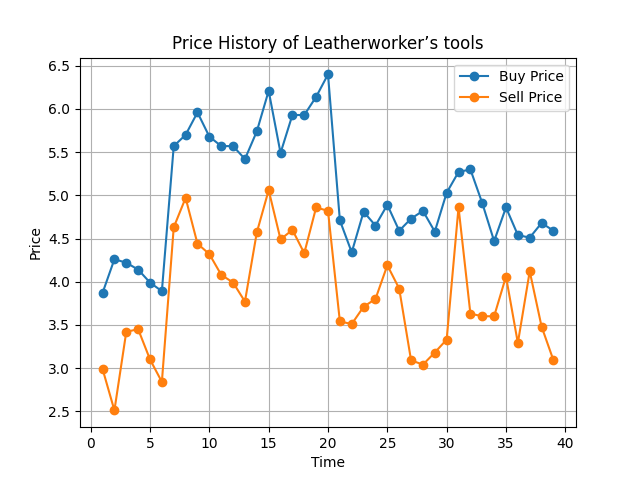 Price History of Leatherworker’s tools
Buy Price
Sell Price
6.5
6.0
5.5
5.0
4.5
4.0
3.5
3.0
2.5
Price
0 5 10 15 20 25 30 35 40
Time